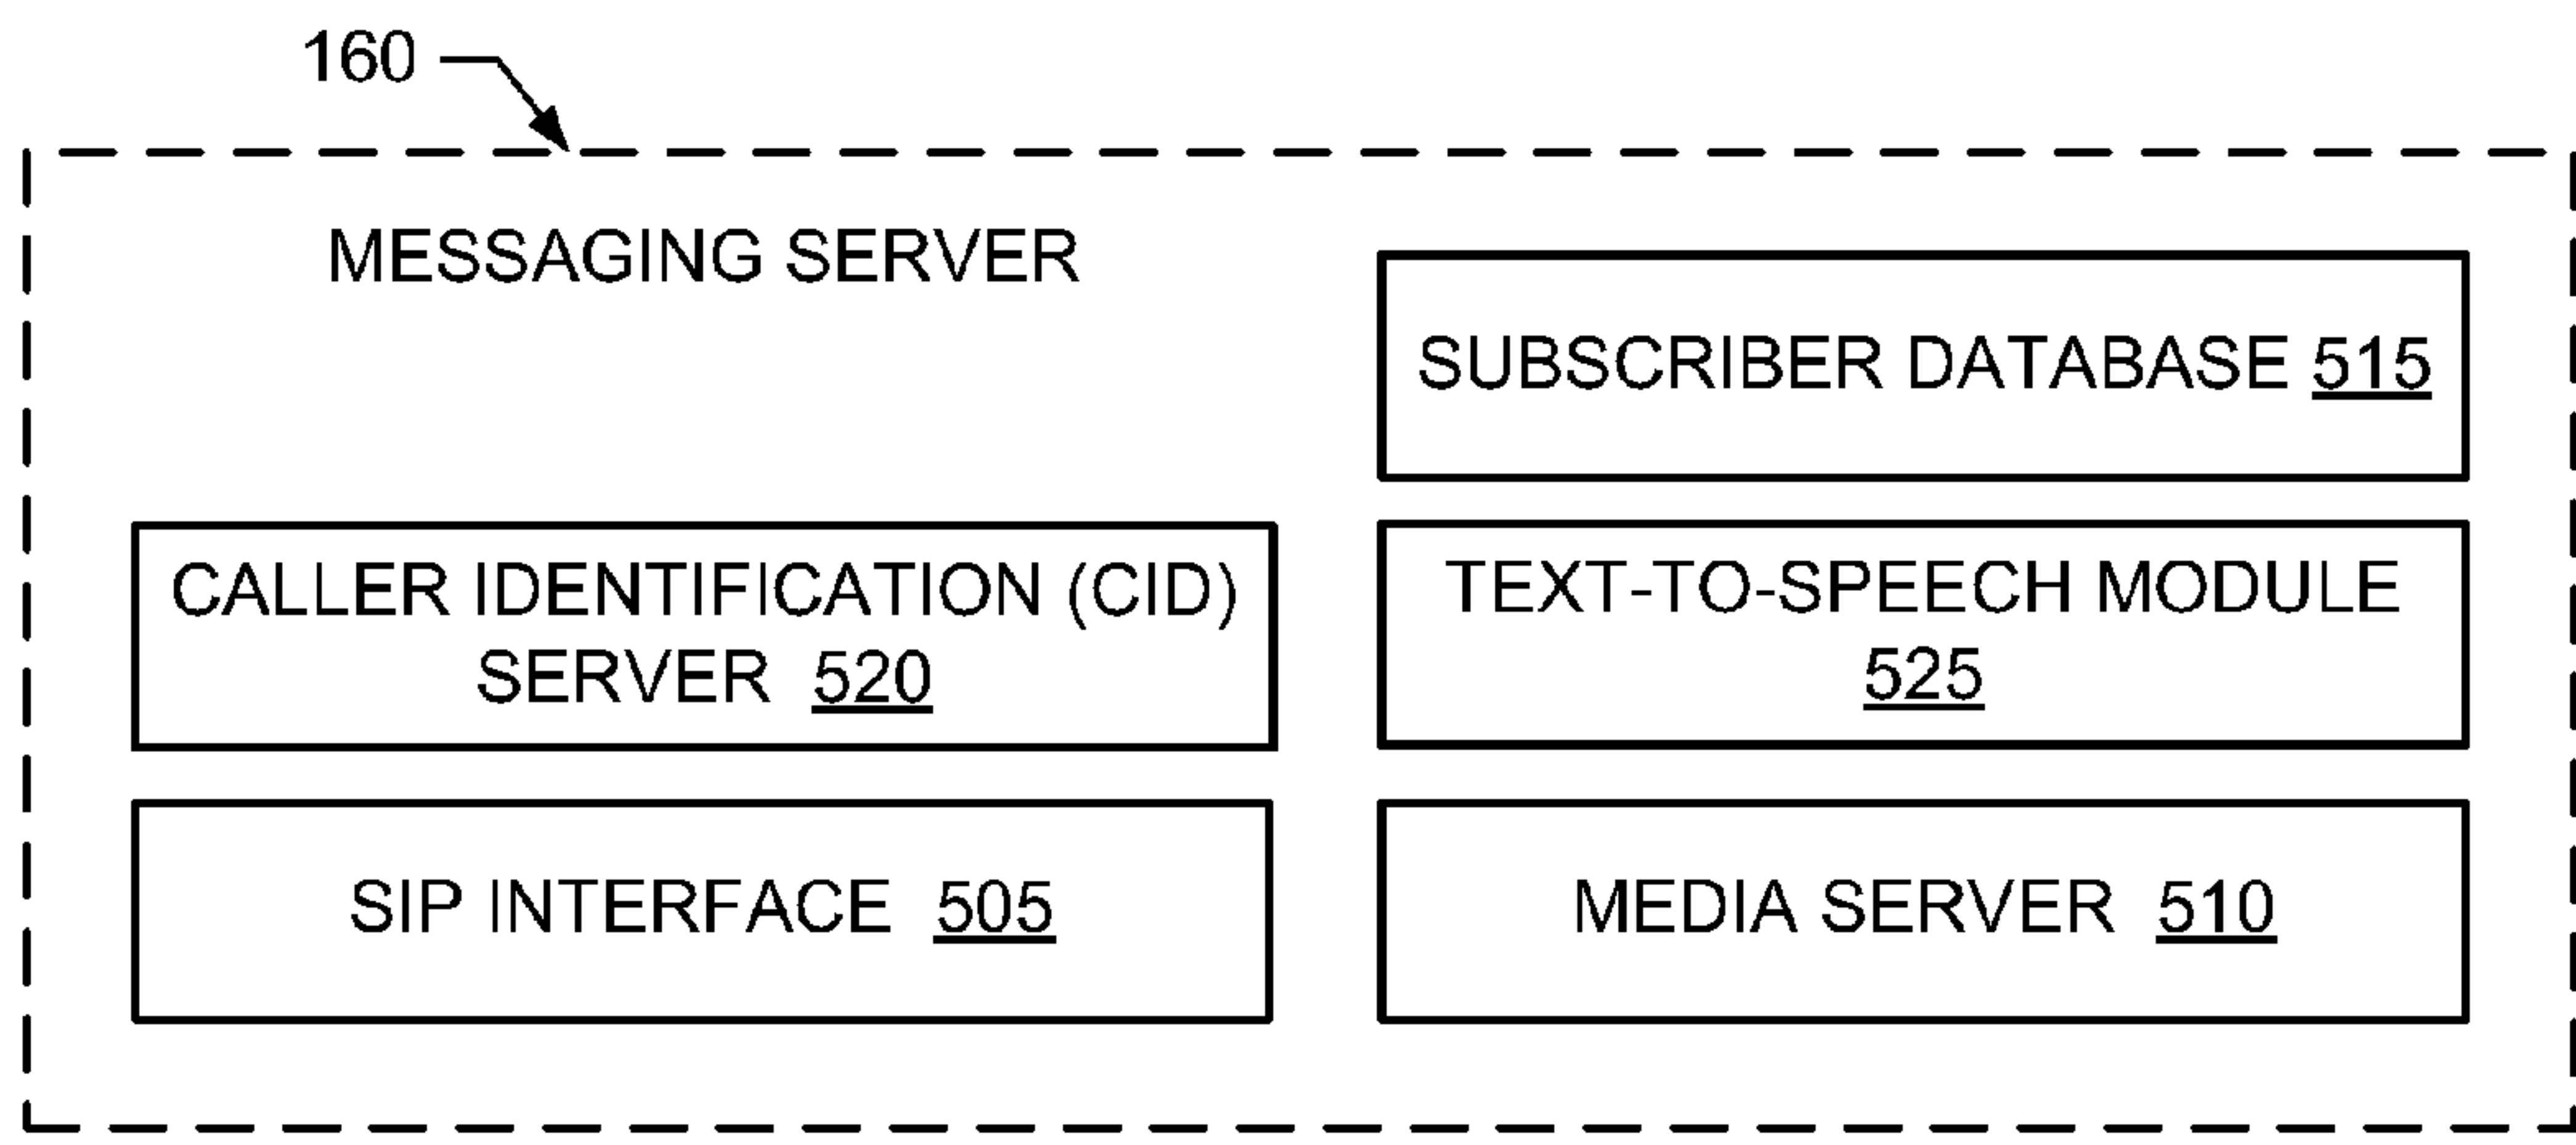 160
MESSAGING SERVER
SUBSCRIBER DATABASE 515
CALLER IDENTIFICATION (CID)
SERVER 520
TEXT-TO-SPEECH MODULE
525
SIP INTERFACE 505
MEDIA SERVER 510